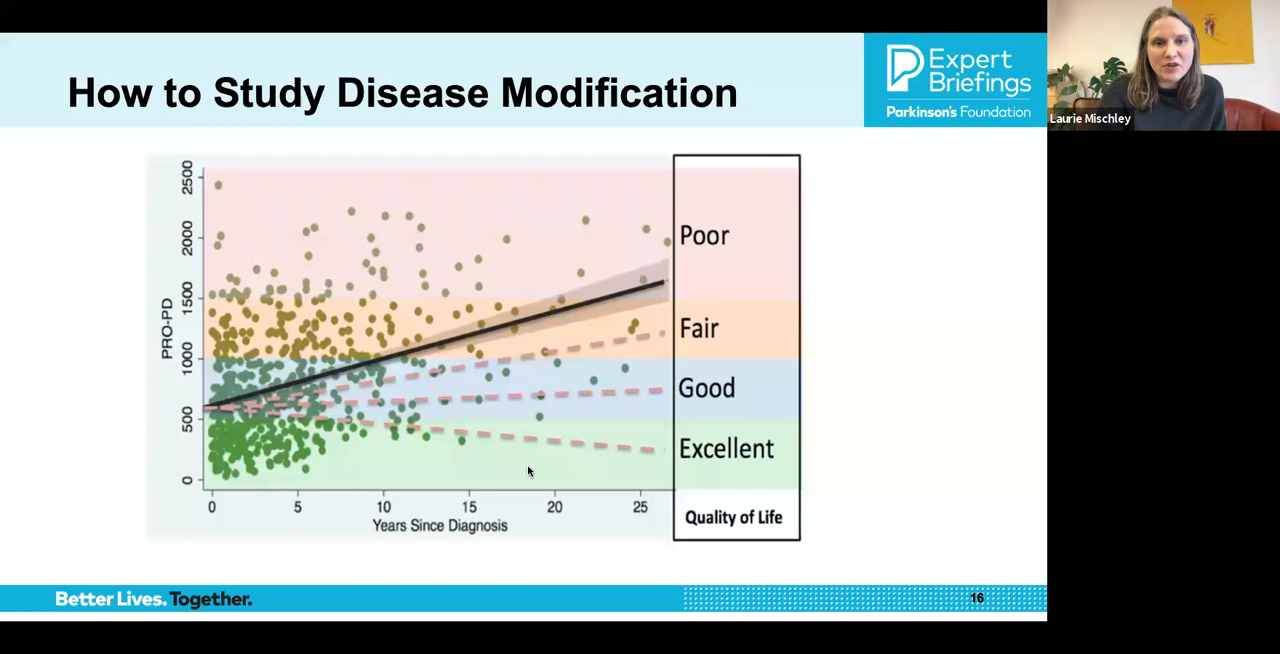 How to Study Disease Modification
Expert
Briefings
Parkinson's Foundation
Laurie Mischley
PRO-PD
2500
2000
1500
1000
500
0
0 5 10 15 20 25
Years Since Diagnosis
Poor
Fair
Good
Excellent
Quality of Life
Better Lives. Together.
16